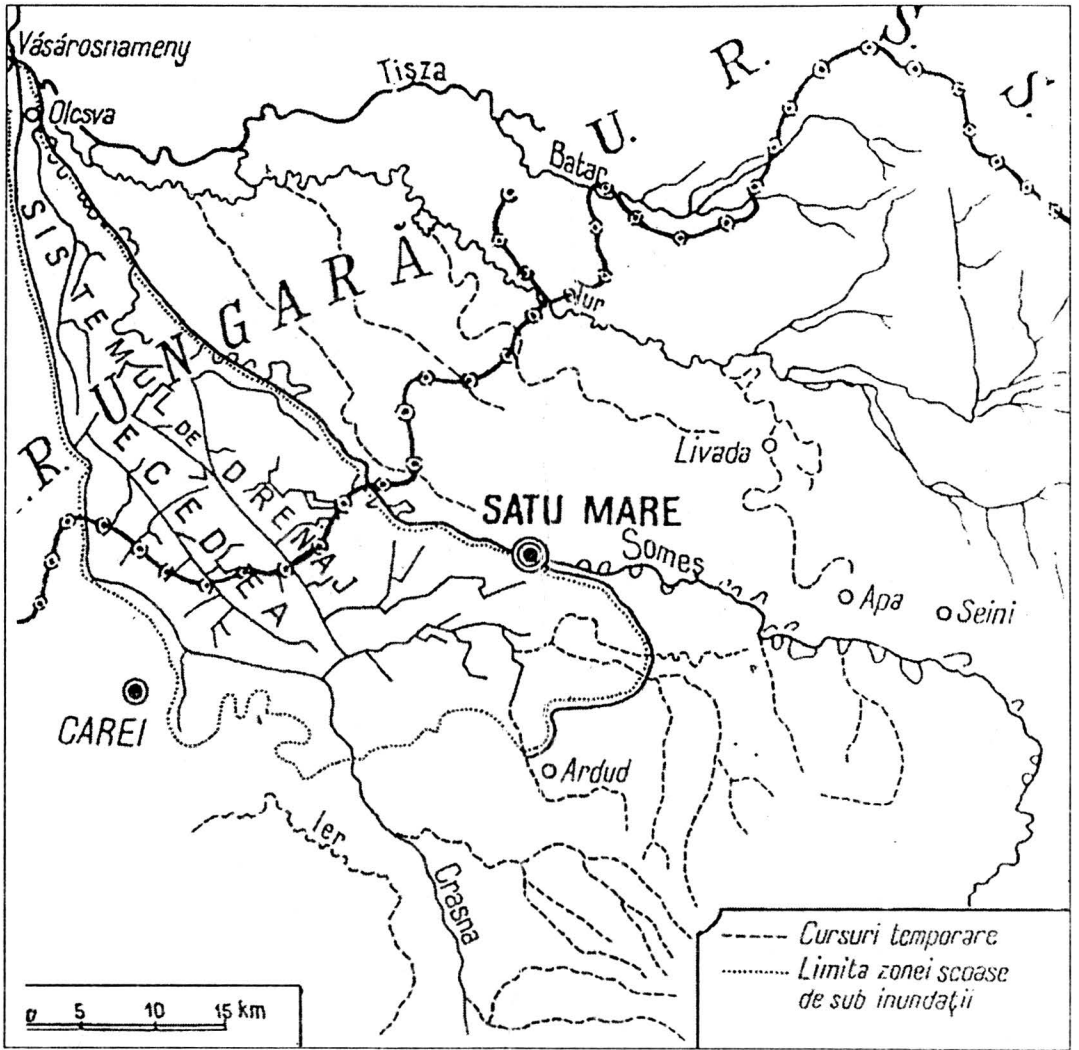 Vásárosnameny
Olcsva
Tisza
U. R. S. S.
Batar
Tur
R. UNGARĂ
SISTEMUL DE DRENAJ
ECEDEA
Livada
SATU MARE
Someș
Apa
Seini
CAREI
Ardud
Ier
Crasna
Cursuri temporare
Limita zonei scoase
de sub inundații
0 5 10 15 km